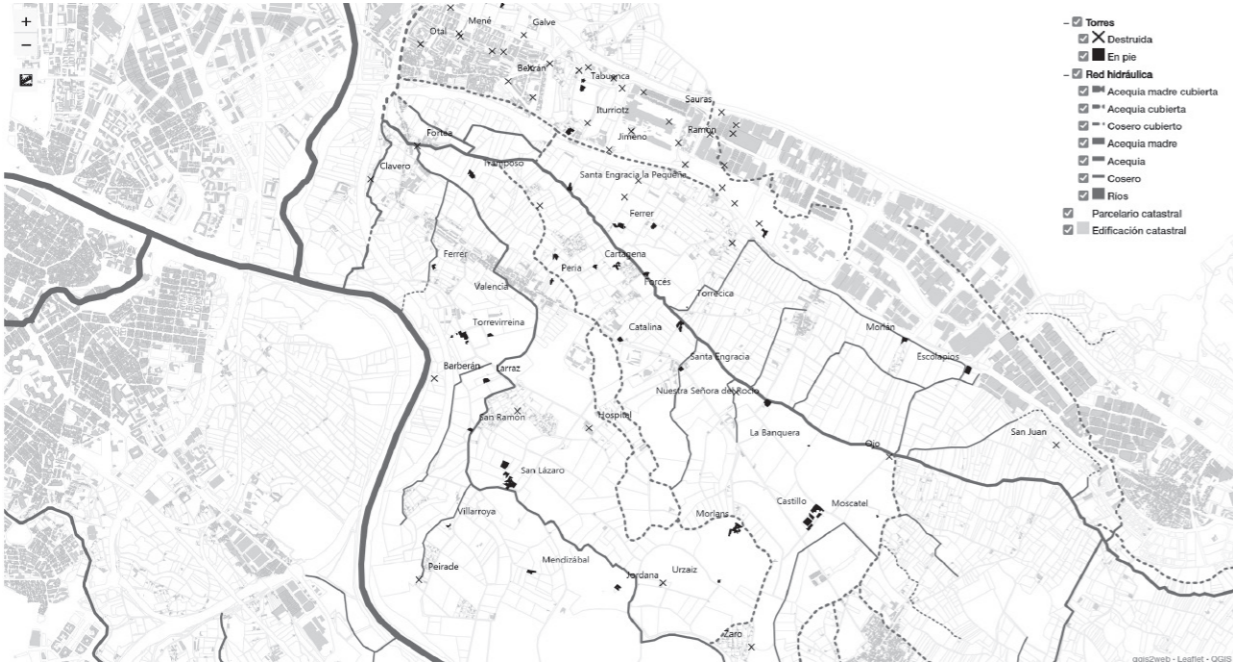 +
−
Mené
Galve
Otal
Beltrán
Tabuenca
Sauras
Iturriotz
Jimeno
Ramón
Fortea
Tramposo
Clavero
Santa Engracia la Pequeña
Ferrer
Ferrer
Cartagena
Peria
Forcés
Valencia
Torrecica
Torrevirreina
Catalina
Moñán
Escolapios
Santa Engracia
Barberán
Larraz
Nuestra Señora del Rocío
San Ramón
Hospital
La Banquera
Ojo
San Juan
San Lázaro
Castillo
Moscatel
Villarroya
Morlans
Mendizábal
Peirade
Jordana
Urzaiz
Zaro
− Torres
Destruida
En pie
− Red hidráulica
Acequia madre cubierta
Acequia cubierta
Cosero cubierto
Acequia madre
Acequia
Cosero
Ríos
Parcelario catastral
Edificación catastral
qgis2web - Leaflet - QGIS